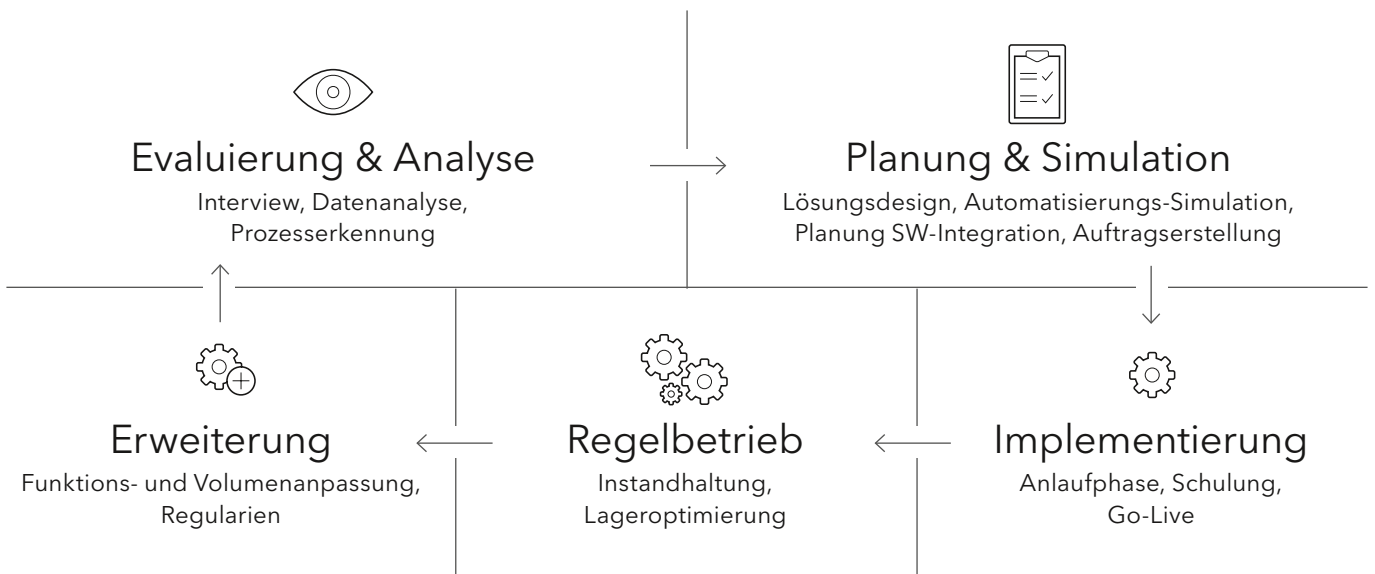 Evaluierung & Analyse
Interview, Datenanalyse,
Prozesserkennung
Planung & Simulation
Lösungsdesign, Automatisierungs-Simulation,
Planung SW-Integration, Auftragserstellung
Erweiterung
Funktions- und Volumenanpassung,
Regularien
Regelbetrieb
Instandhaltung,
Lageroptimierung
Implementierung
Anlaufphase, Schulung,
Go-Live